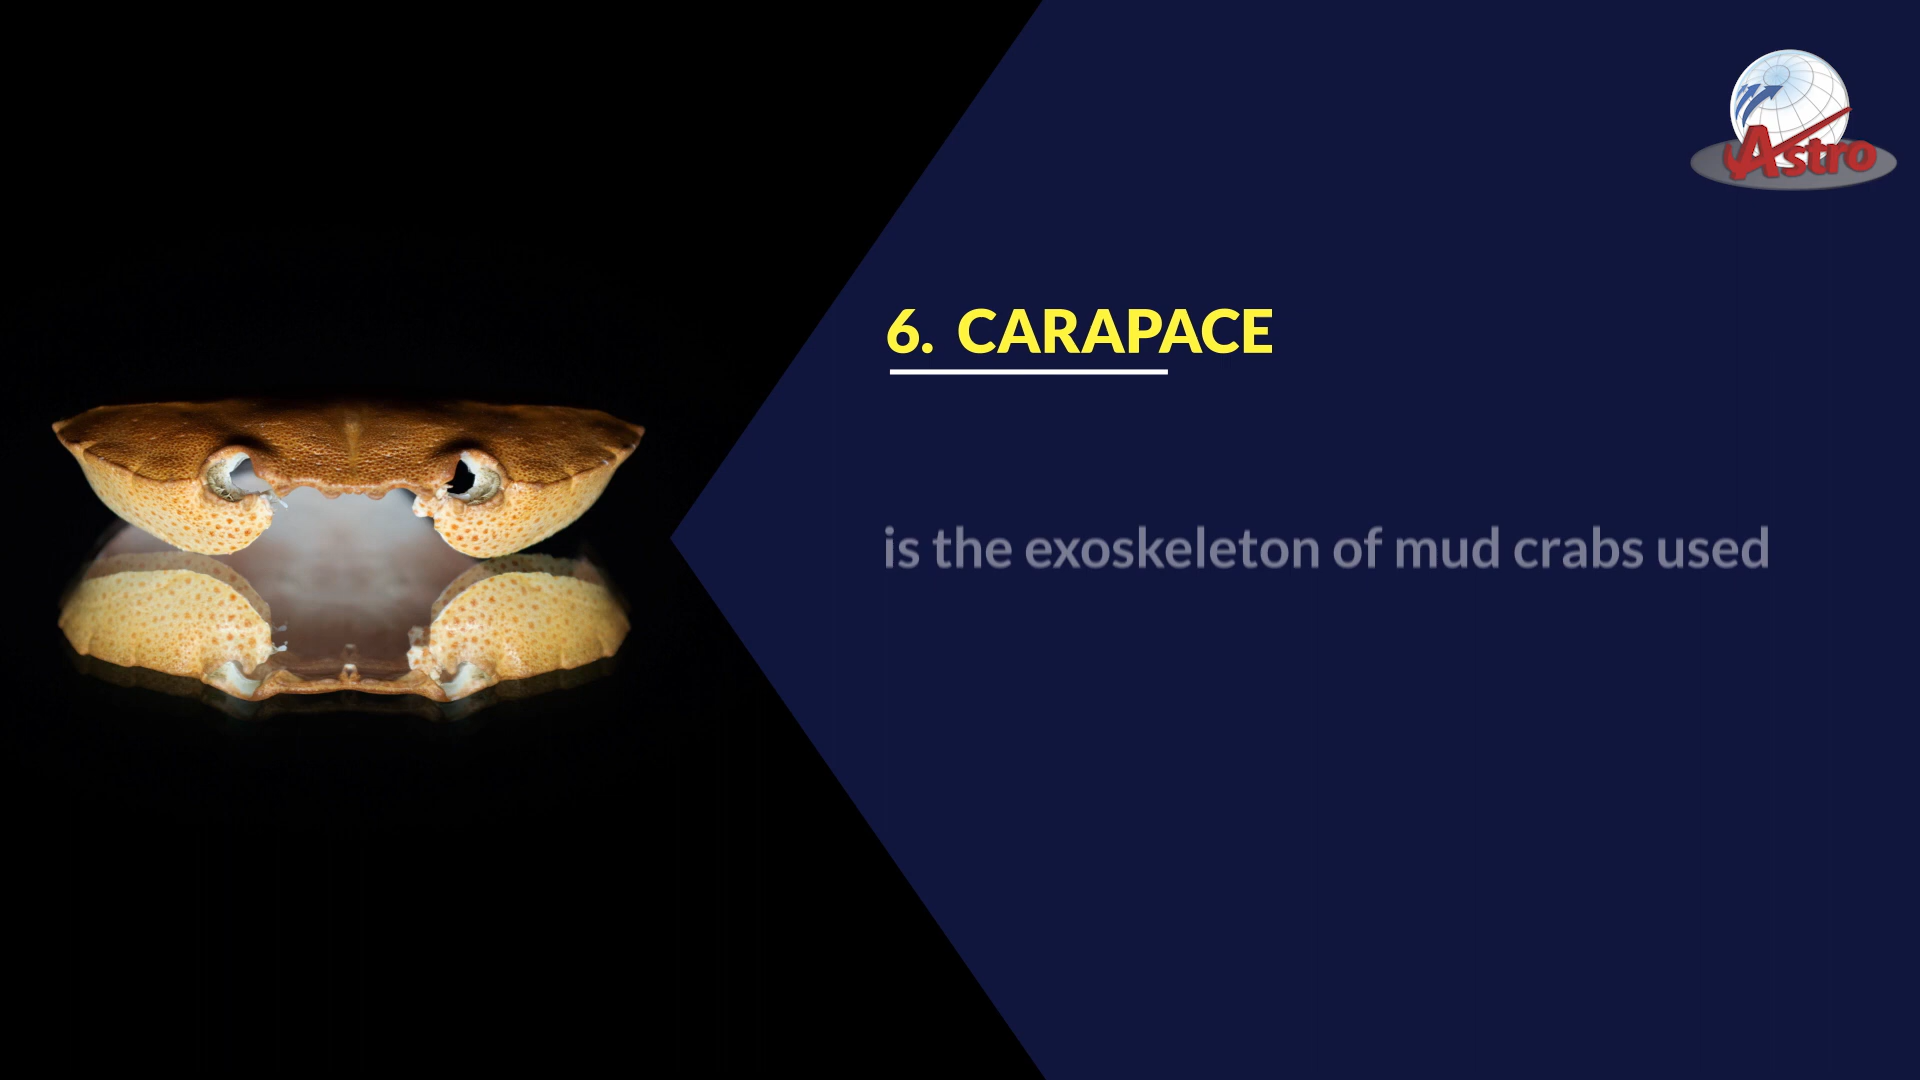 Astro
6. CARAPACE
is the exoskeleton of mud crabs used